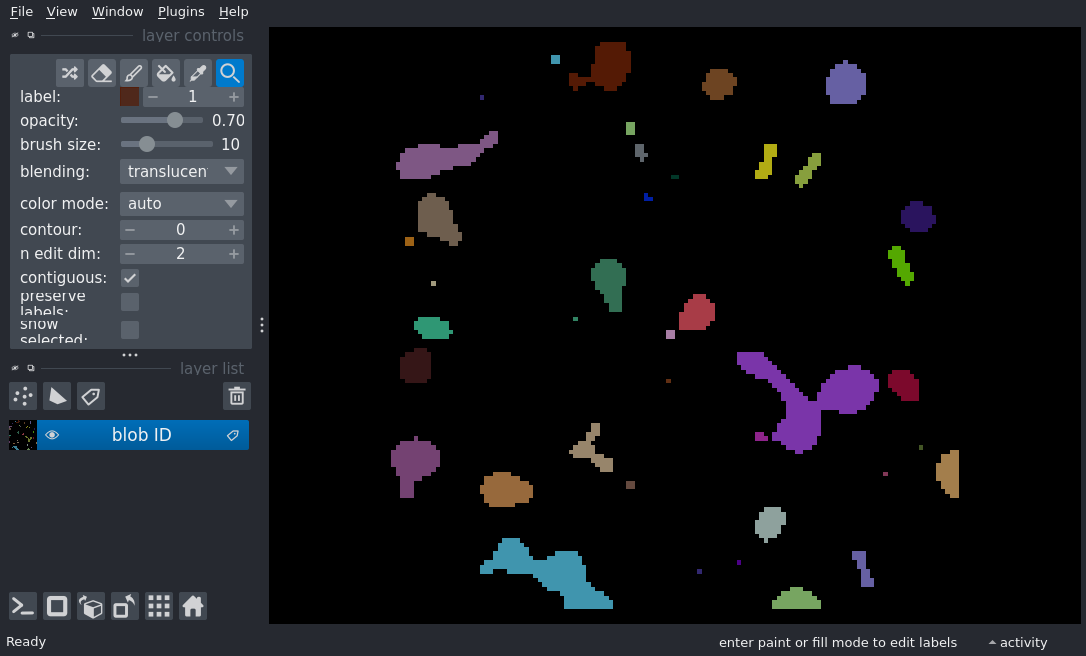 File View Window Plugins Help
layer controls
label: 1
opacity: 0.70
brush size: 10
blending: translucen
color mode: auto
contour: 0
n edit dim: 2
contiguous:
preserve
labels:
show
selected:
layer list
blob ID
Ready
enter paint or fill mode to edit labels
activity